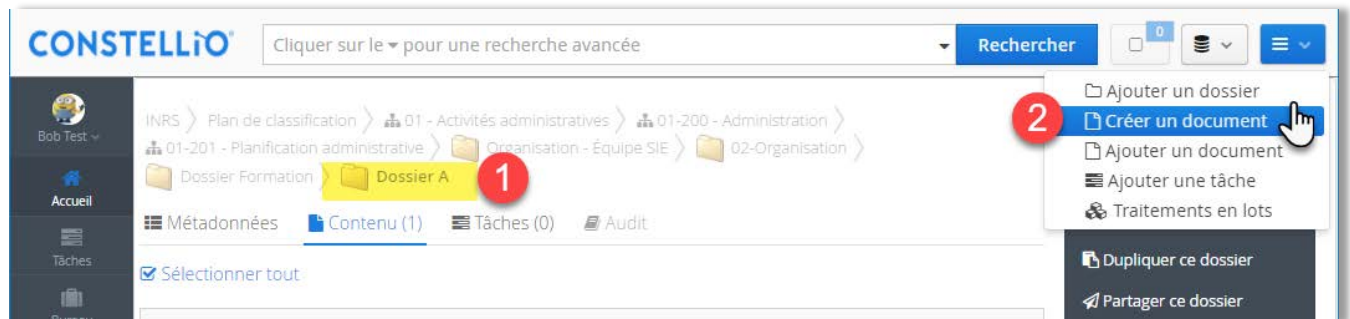 CONSTELLIO
Cliquer sur le pour une recherche avancée
Rechercher
0
Bob Test
Accueil
Tâches
INRS 〉 Plan de classification 〉 01 - Activités administratives 〉 01-200 - Administration 〉
01-201 - Planification administrative 〉 Organisation - Équipe SIE 〉 02-Organisation 〉
Dossier Formation 〉 Dossier A
1
Métadonnées Contenu (1) Tâches (0) Audit
Sélectionner tout
2
Ajouter un dossier
Créer un document
Ajouter un document
Ajouter une tâche
Traitements en lots
Dupliquer ce dossier
Partager ce dossier